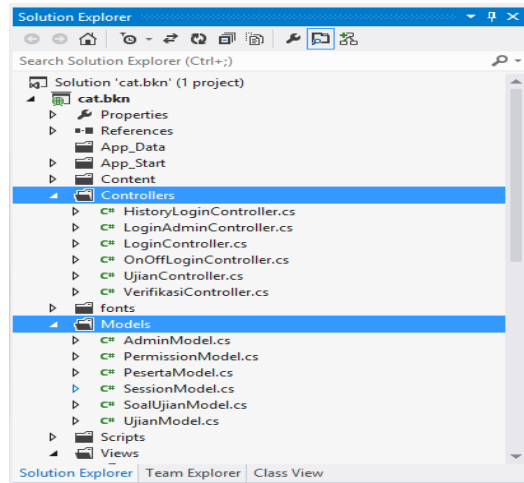 Solution Explorer
Search Solution Explorer (Ctrl+;)
Solution 'cat.bkn' (1 project)
cat.bkn
Properties
References
App_Data
App_Start
Content
Controllers
C# HistoryLoginController.cs
C# LoginAdminController.cs
C# LoginController.cs
C# OnOffLoginController.cs
C# UjianController.cs
C# VerifikasiController.cs
fonts
Models
C# AdminModel.cs
C# PermissionModel.cs
C# PesertaModel.cs
C# SessionModel.cs
C# SoalUjianModel.cs
C# UjianModel.cs
Scripts
Views
Solution Explorer Team Explorer Class View